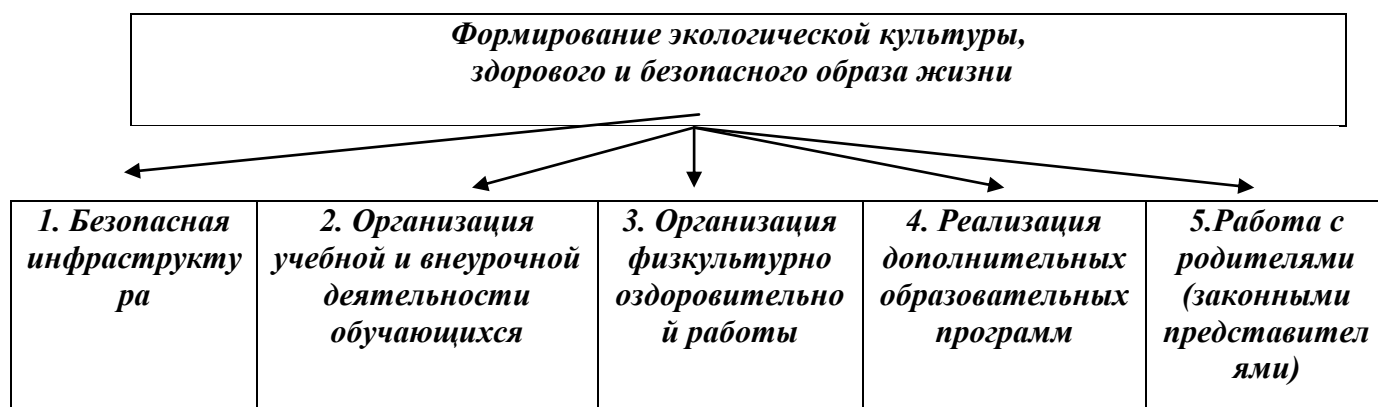 Формирование экологической культуры,
здорового и безопасного образа жизни
1. Безопасная
инфраструкту
ра
2. Организация
учебной и внеурочной
деятельности
обучающихся
3. Организация
физкультурно
оздоровительно
й работы
4. Реализация
дополнительных
образовательных
программ
5.Работа с
родителями
(законными
представител
ями)